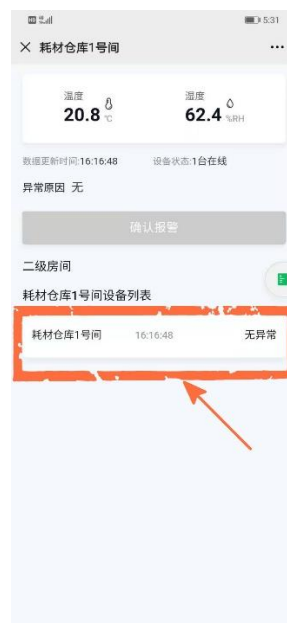 5:31
耗材仓库1号间
温度 湿度
20.8 ℃ 62.4 %RH
数据更新时间:16:16:48 设备状态:1台在线
异常原因 无
确认报警
二级房间
耗材仓库1号间设备列表
耗材仓库1号间 16:16:48 无异常